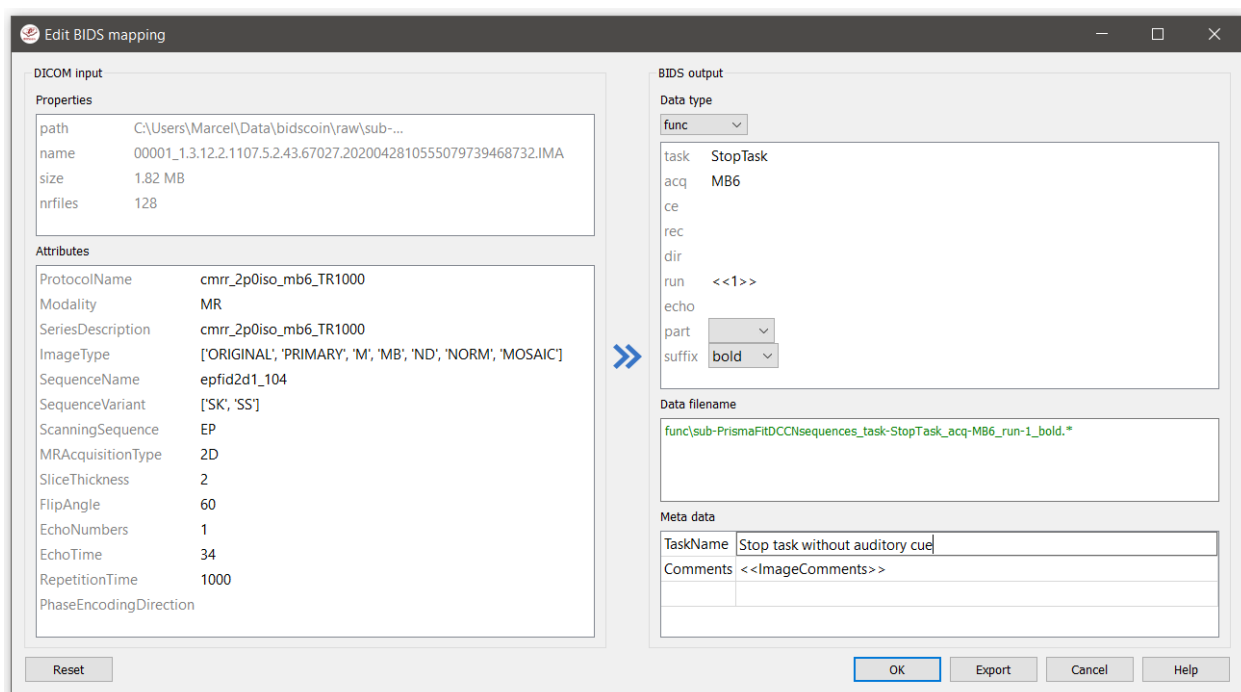 Edit BIDS mapping
DICOM input
Properties
path C:\Users\Marcel\Data\bidscoin\raw\sub-...
name 00001_1.3.12.2.1107.5.2.43.67027.2020042810555079739468732.IMA
size 1.82 MB
nrfiles 128
Attributes
ProtocolName cmrr_2p0iso_mb6_TR1000
Modality MR
SeriesDescription cmrr_2p0iso_mb6_TR1000
ImageType ['ORIGINAL', 'PRIMARY', 'M', 'MB', 'ND', 'NORM', 'MOSAIC']
SequenceName epfid2d1_104
SequenceVariant ['SK', 'SS']
ScanningSequence EP
MRAcquisitionType 2D
SliceThickness 2
FlipAngle 60
EchoNumbers 1
EchoTime 34
RepetitionTime 1000
PhaseEncodingDirection
Reset
BIDS output
Data type
func
task StopTask
acq MB6
ce
rec
dir
run <<1>>
echo
part
suffix bold
Data filename
func\sub-PrismaFitDCCNsequences_task-StopTask_acq-MB6_run-1_bold.*
Meta data
TaskName Stop task without auditory cue
Comments <<ImageComments>>
OK Export Cancel Help